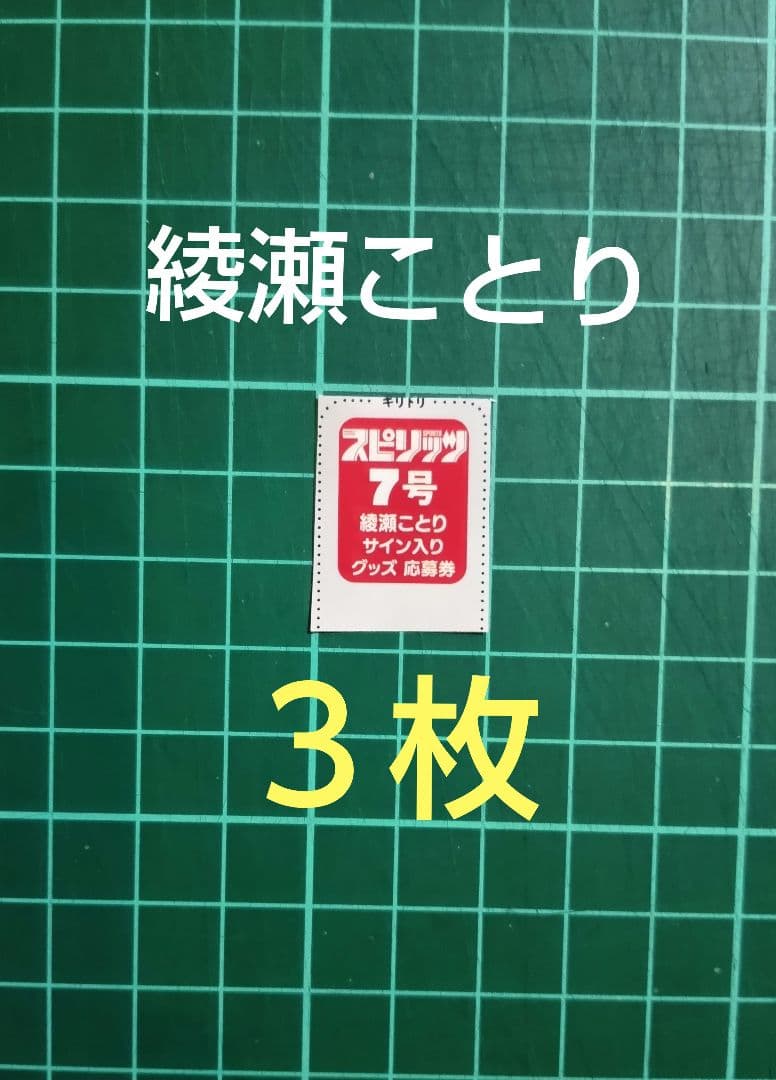 綾瀬ことり
キリトリ
スピリッツ
7号
綾瀬ことり
サイン入り
グッズ 応募券
3枚